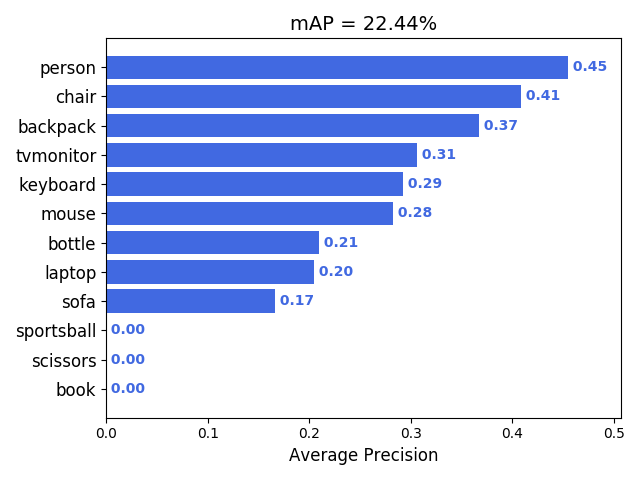 mAP = 22.44%
person 0.45
chair 0.41
backpack 0.37
tvmonitor 0.31
keyboard 0.29
mouse 0.28
bottle 0.21
laptop 0.20
sofa 0.17
sportsball 0.00
scissors 0.00
book 0.00
0.0 0.1 0.2 0.3 0.4 0.5
Average Precision